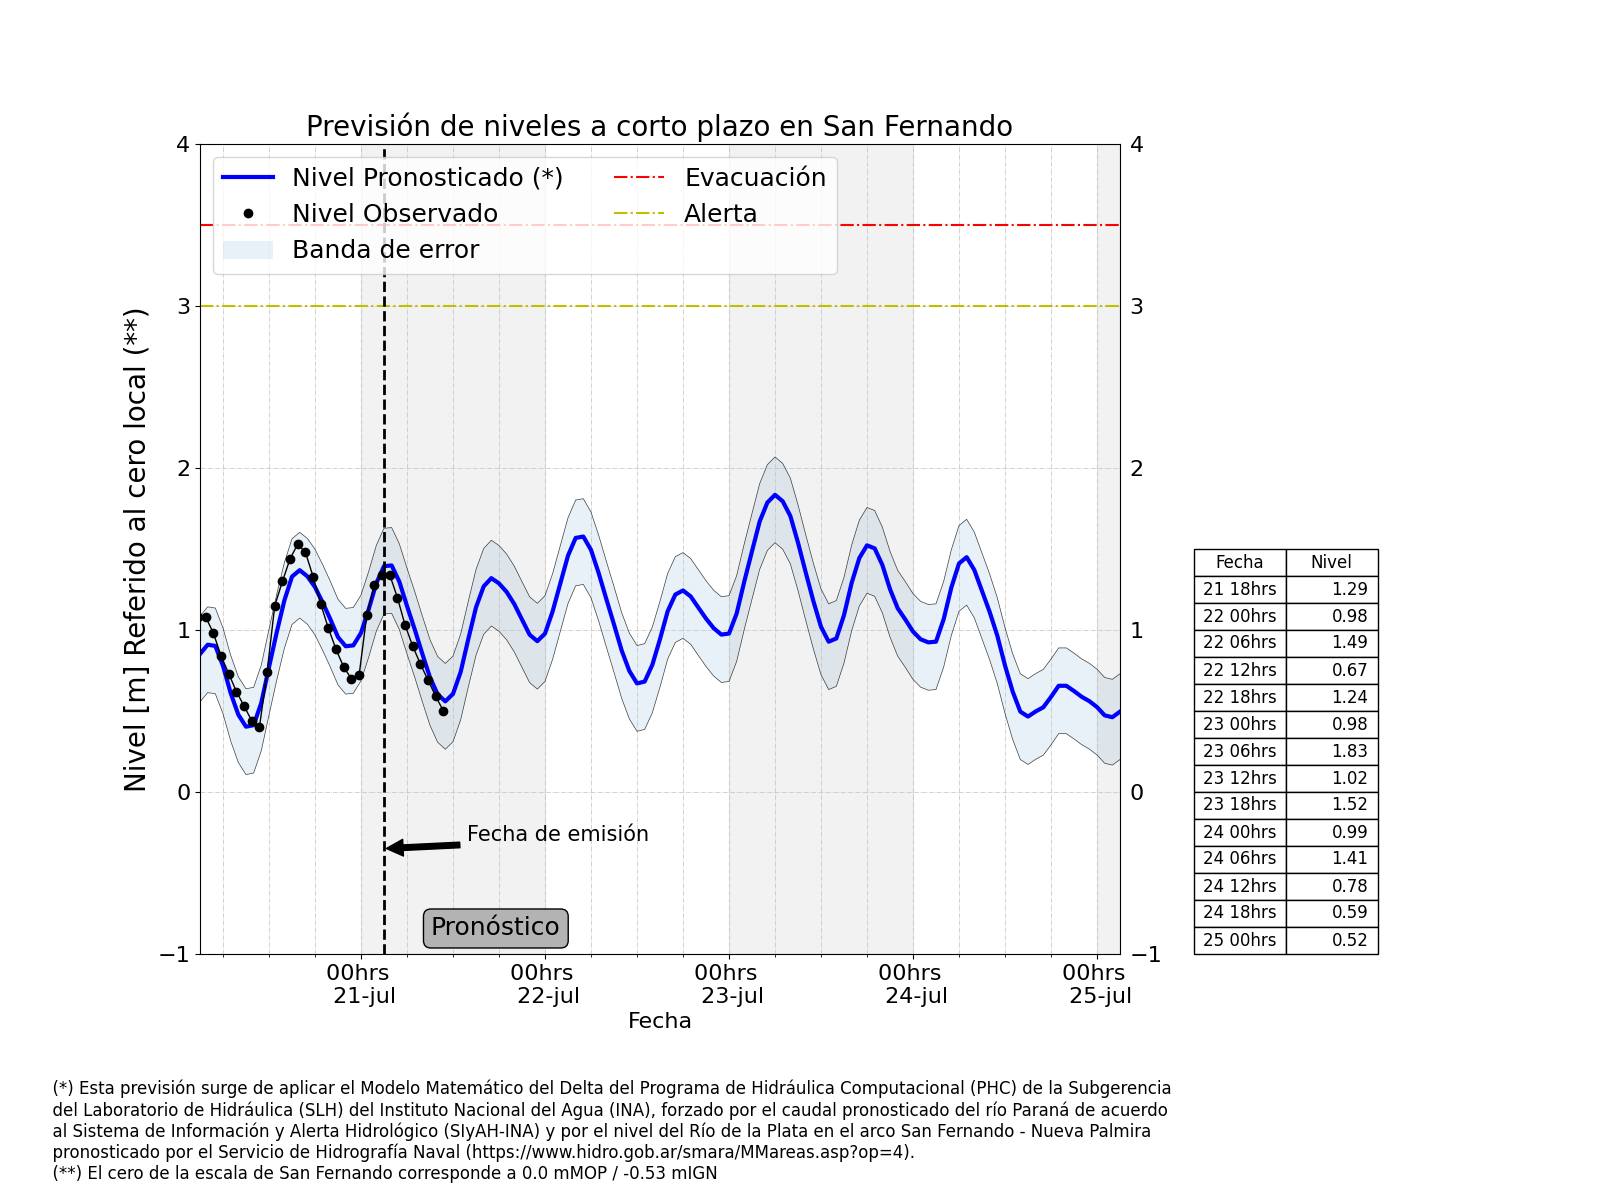 Previsión de niveles a corto plazo en San Fernando
Nivel Pronosticado (*)
Nivel Observado
Banda de error
Evacuación
Alerta
Nivel [m] Referido al cero local (**)
4
3
2
1
0
−1
4
3
2
1
0
−1
Fecha de emisión
Pronóstico
00hrs
21-jul
00hrs
22-jul
00hrs
23-jul
00hrs
24-jul
00hrs
25-jul
Fecha
Fecha Nivel
21 18hrs 1.29
22 00hrs 0.98
22 06hrs 1.49
22 12hrs 0.67
22 18hrs 1.24
23 00hrs 0.98
23 06hrs 1.83
23 12hrs 1.02
23 18hrs 1.52
24 00hrs 0.99
24 06hrs 1.41
24 12hrs 0.78
24 18hrs 0.59
25 00hrs 0.52
(*) Esta previsión surge de aplicar el Modelo Matemático del Delta del Programa de Hidráulica Computacional (PHC) de la Subgerencia
del Laboratorio de Hidráulica (SLH) del Instituto Nacional del Agua (INA), forzado por el caudal pronosticado del río Paraná de acuerdo
al Sistema de Información y Alerta Hidrológico (SIyAH-INA) y por el nivel del Río de la Plata en el arco San Fernando - Nueva Palmira
pronosticado por el Servicio de Hidrografía Naval (https://www.hidro.gob.ar/smara/MMareas.asp?op=4).
(**) El cero de la escala de San Fernando corresponde a 0.0 mMOP / -0.53 mIGN